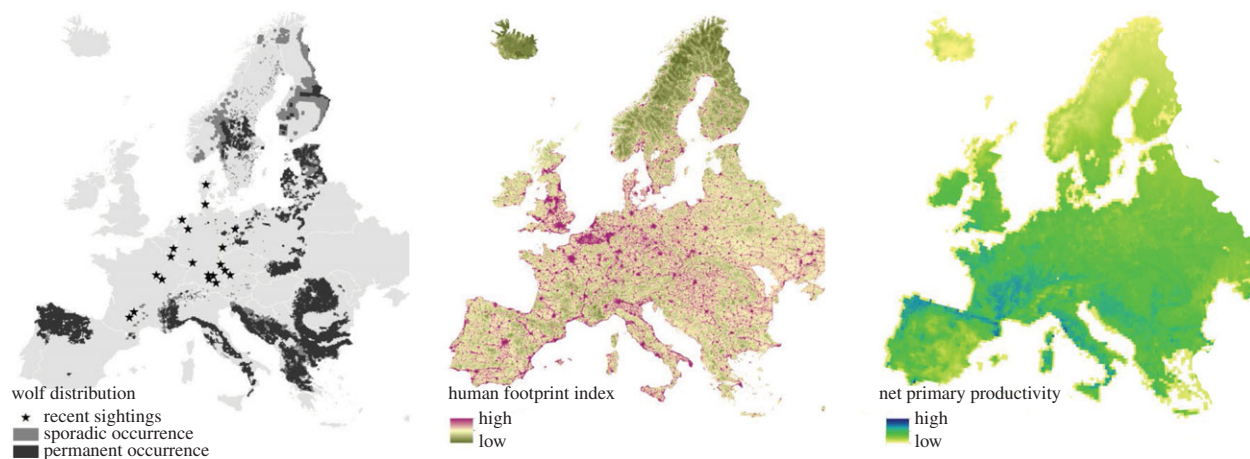 wolf distribution
recent sightings
sporadic occurrence
permanent occurrence
human footprint index
high
low
net primary productivity
high
low